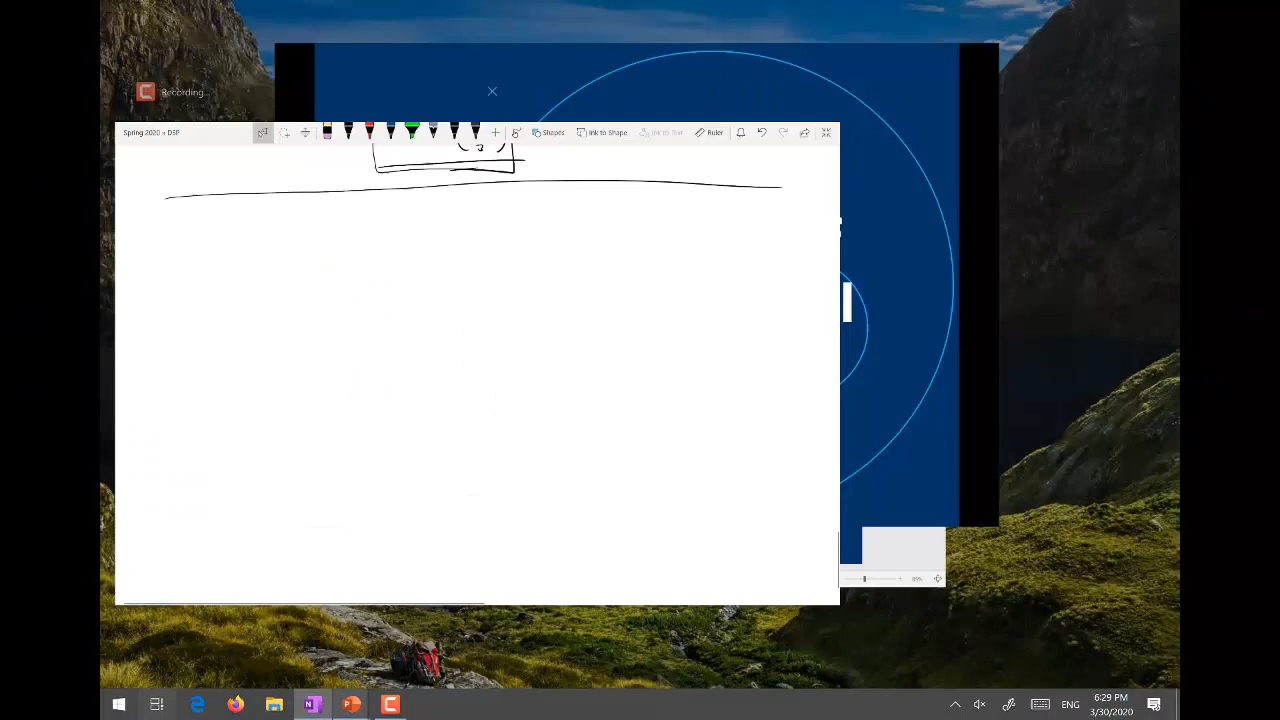 Recording...
Spring 2020 » DSP
Shapes
Ink to Shape
Ink to Text
Ruler
85%
ENG
6:29 PM
3/30/2020